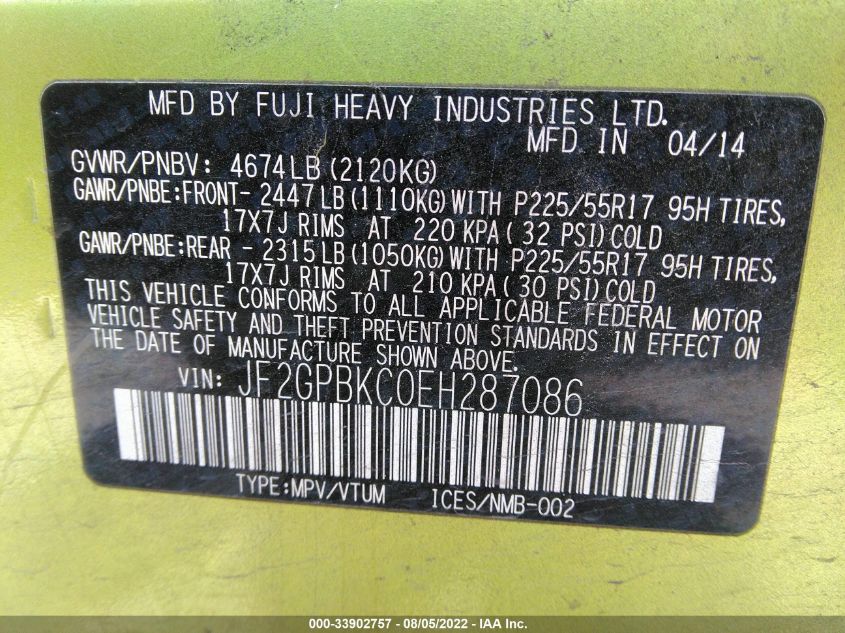 MFD BY FUJI HEAVY INDUSTRIES LTD.
MFD IN 04/14
GVWR/PNBV: 4674LB(2120KG)
GAWR/PNBE:FRONT- 2447LB(1110KG)WITH P225/55R17 95H TIRES,
17X7J RIMS AT 220 KPA( 32 PSI)COLD
GAWR/PNBE:REAR - 2315LB(1050KG)WITH P225/55R17 95H TIRES,
17X7J RIMS AT 210 KPA( 30 PSI)COLD
THIS VEHICLE CONFORMS TO ALL APPLICABLE FEDERAL MOTOR
VEHICLE SAFETY AND THEFT PREVENTION STANDARDS IN EFFECT ON
THE DATE OF MANUFACTURE SHOWN ABOVE.
VIN: JF2GPBKC0EH287086
TYPE:MPV/VTUM ICES/NMB-002
000-33902757 - 08/05/2022 - IAA Inc.